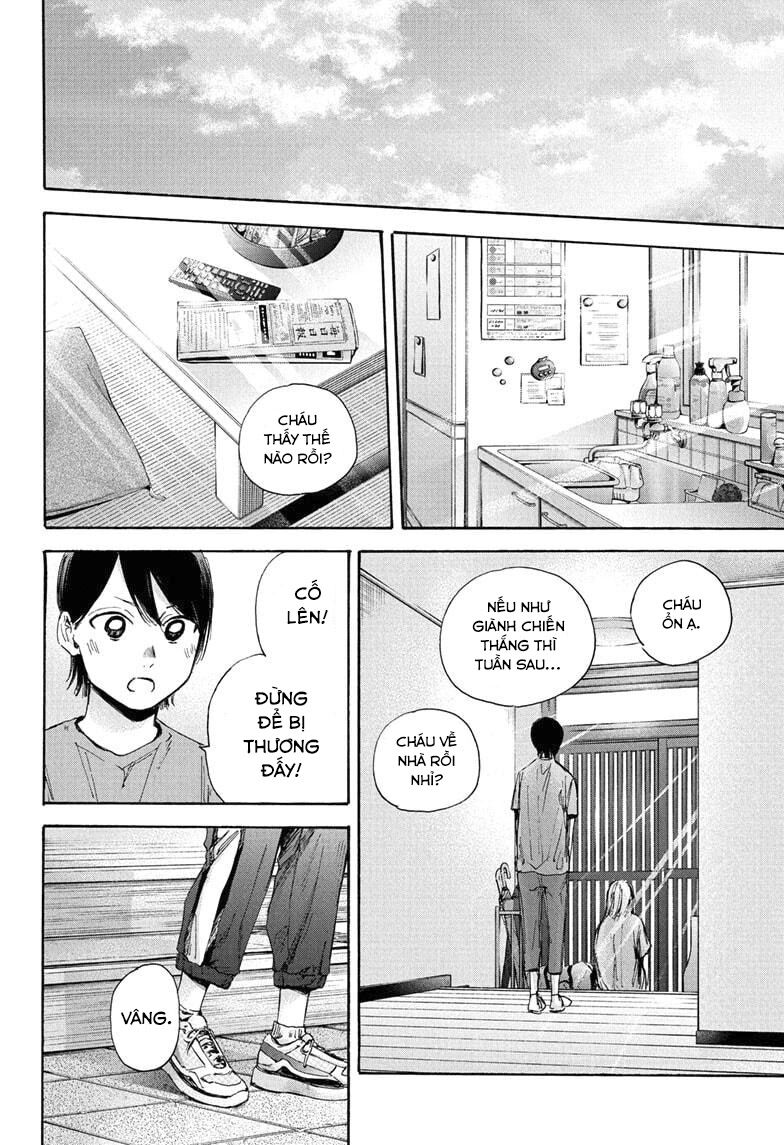 CHÁU
THẤY THẾ
NÀO RỒI?
CHÁU
ỔN Ạ.
NẾU NHƯ
GIÀNH CHIẾN
THẮNG THÌ
TUẦN SAU...
CHÁU VỀ
NHÀ RỒI
NHỈ?
CỐ
LÊN!
ĐỪNG
ĐỂ BỊ
THƯƠNG
ĐẤY!
VÂNG.